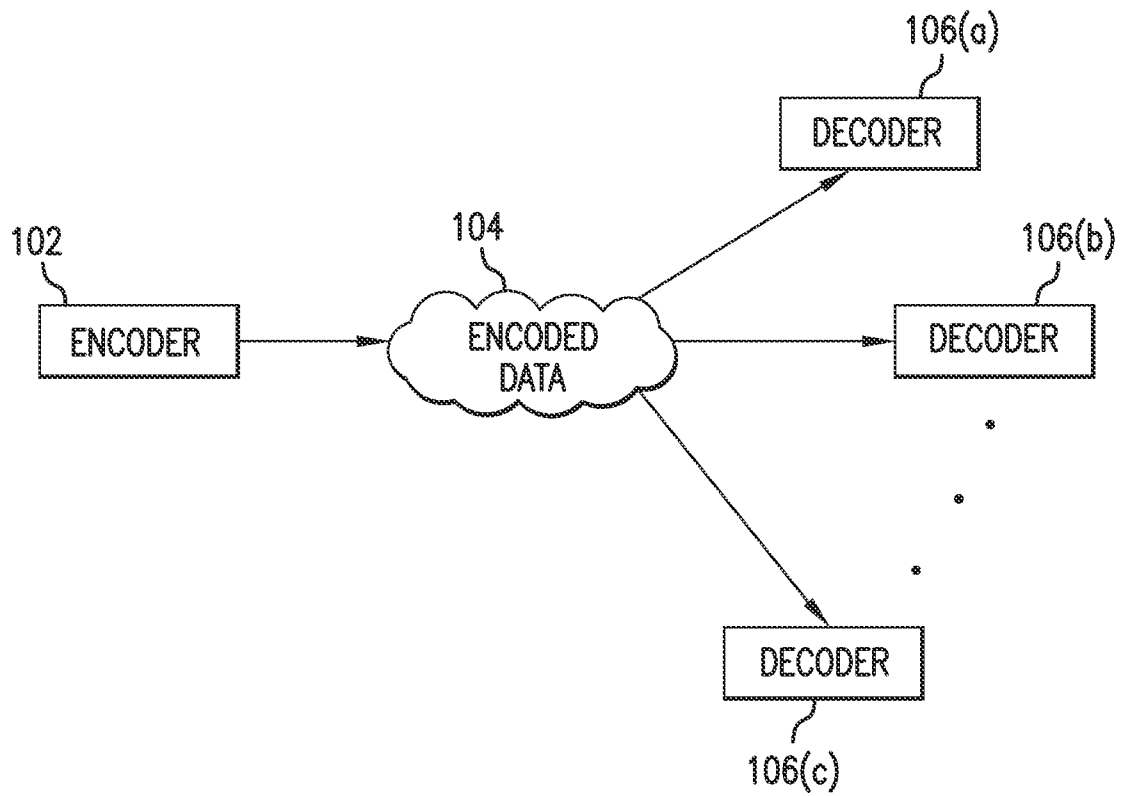 106(a)
DECODER
102
104
106(b)
ENCODER
ENCODED
DATA
DECODER
DECODER
106(c)